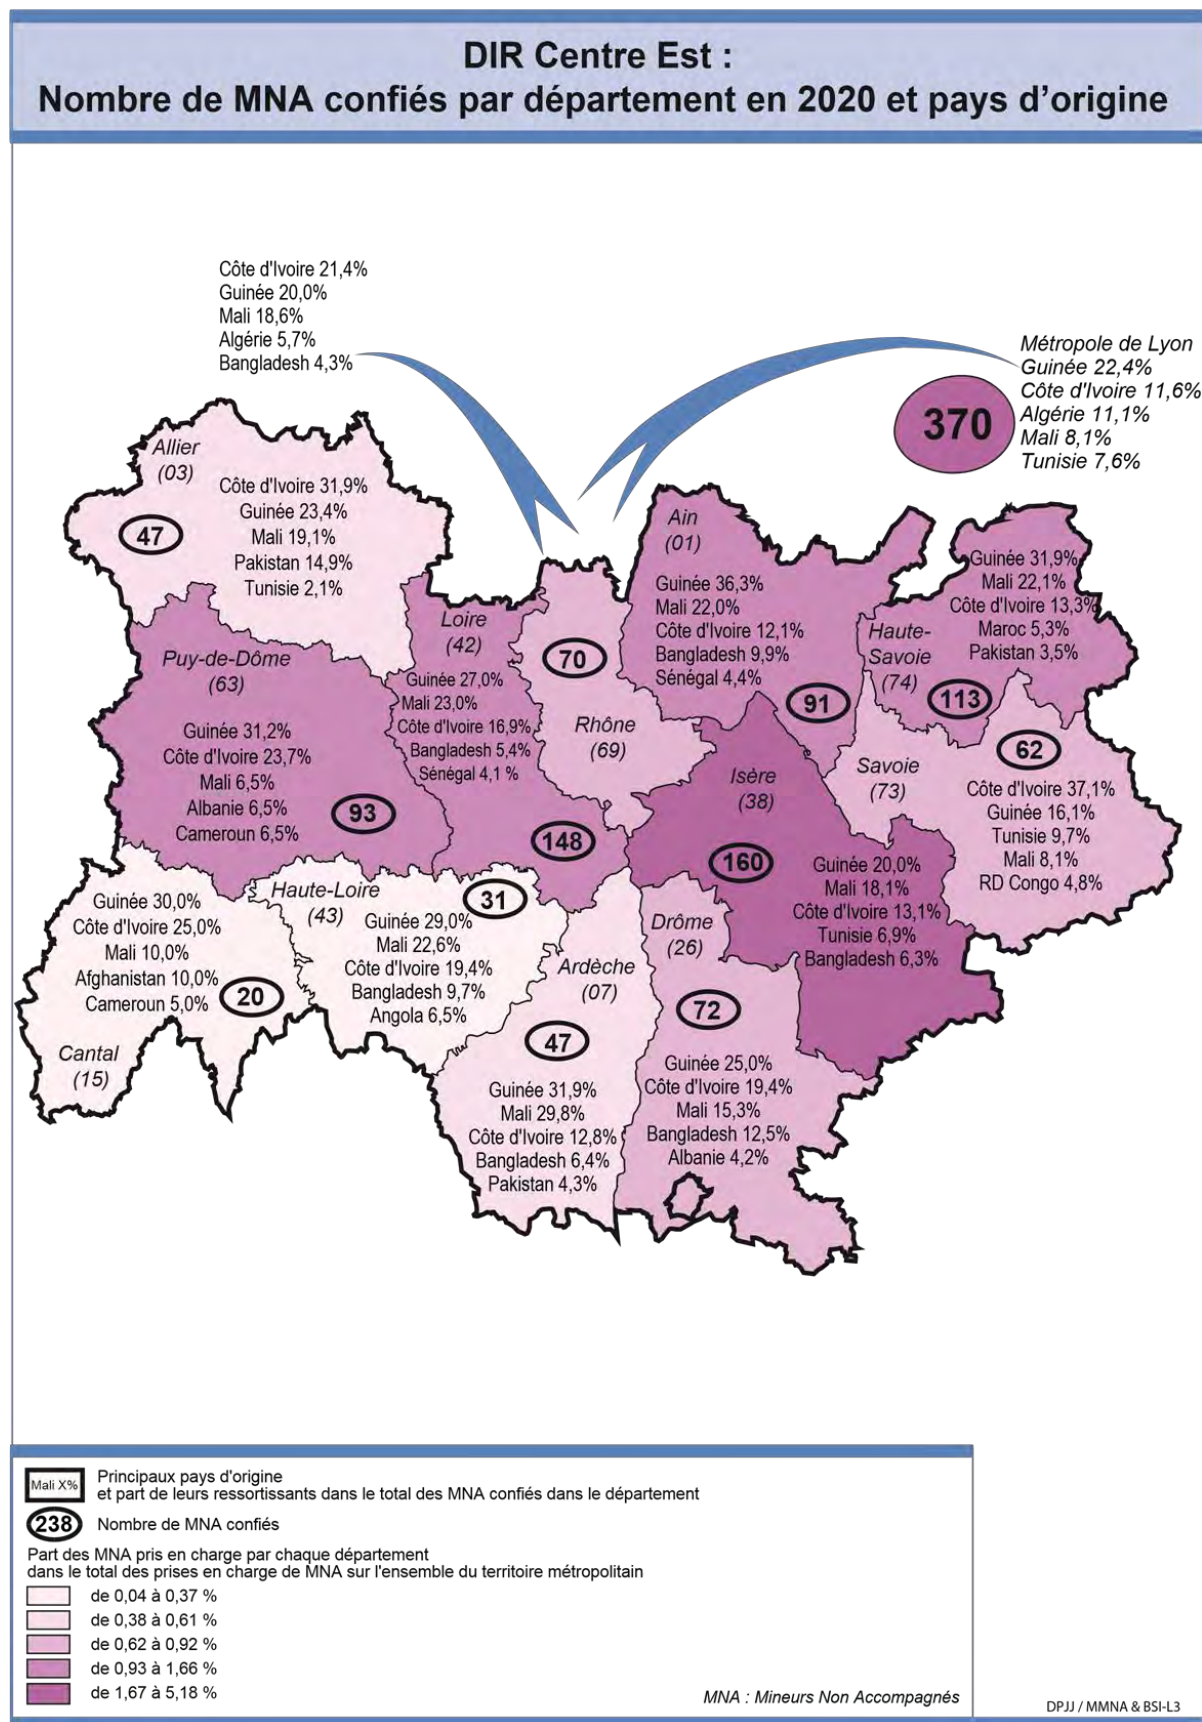 DIR Centre Est :
Nombre de MNA confiés par département en 2020 et pays d'origine
Côte d'Ivoire 21,4%
Guinée 20,0%
Mali 18,6%
Algérie 5,7%
Bangladesh 4,3%
Métropole de Lyon
Guinée 22,4%
Côte d'Ivoire 11,6%
Algérie 11,1%
Mali 8,1%
Tunisie 7,6%
370
Allier
(03)
47
Côte d'Ivoire 31,9%
Guinée 23,4%
Mali 19,1%
Pakistan 14,9%
Tunisie 2,1%
Puy-de-Dôme
(63)
Guinée 31,2%
Côte d'Ivoire 23,7%
Mali 6,5%
Albanie 6,5%
Cameroun 6,5%
93
Loire
(42)
Guinée 27,0%
Mali 23,0%
Côte d'Ivoire 16,9%
Bangladesh 5,4%
Sénégal 4,1 %
148
70
Rhône
(69)
Ain
(01)
Guinée 36,3%
Mali 22,0%
Côte d'Ivoire 12,1%
Bangladesh 9,9%
Sénégal 4,4%
91
Haute-
Savoie
(74)
Guinée 31,9%
Mali 22,1%
Côte d'Ivoire 13,3%
Maroc 5,3%
Pakistan 3,5%
113
Savoie
(73)
62
Côte d'Ivoire 37,1%
Guinée 16,1%
Tunisie 9,7%
Mali 8,1%
RD Congo 4,8%
Isère
(38)
160
Guinée 20,0%
Mali 18,1%
Côte d'Ivoire 13,1%
Tunisie 6,9%
Bangladesh 6,3%
Guinée 30,0%
Côte d'Ivoire 25,0%
Mali 10,0%
Afghanistan 10,0%
Cameroun 5,0%
20
Cantal
(15)
Haute-Loire
(43)
31
Guinée 29,0%
Mali 22,6%
Côte d'Ivoire 19,4%
Bangladesh 9,7%
Angola 6,5%
Ardèche
(07)
47
Guinée 31,9%
Mali 29,8%
Côte d'Ivoire 12,8%
Bangladesh 6,4%
Pakistan 4,3%
Drôme
(26)
72
Guinée 25,0%
Côte d'Ivoire 19,4%
Mali 15,3%
Bangladesh 12,5%
Albanie 4,2%
Mali X%
Principaux pays d'origine
et part de leurs ressortissants dans le total des MNA confiés dans le département
238
Nombre de MNA confiés
Part des MNA pris en charge par chaque département
dans le total des prises en charge de MNA sur l'ensemble du territoire métropolitain
de 0,04 à 0,37 %
de 0,38 à 0,61 %
de 0,62 à 0,92 %
de 0,93 à 1,66 %
de 1,67 à 5,18 %
MNA : Mineurs Non Accompagnés
DPJJ / MMNA & BSI-L3